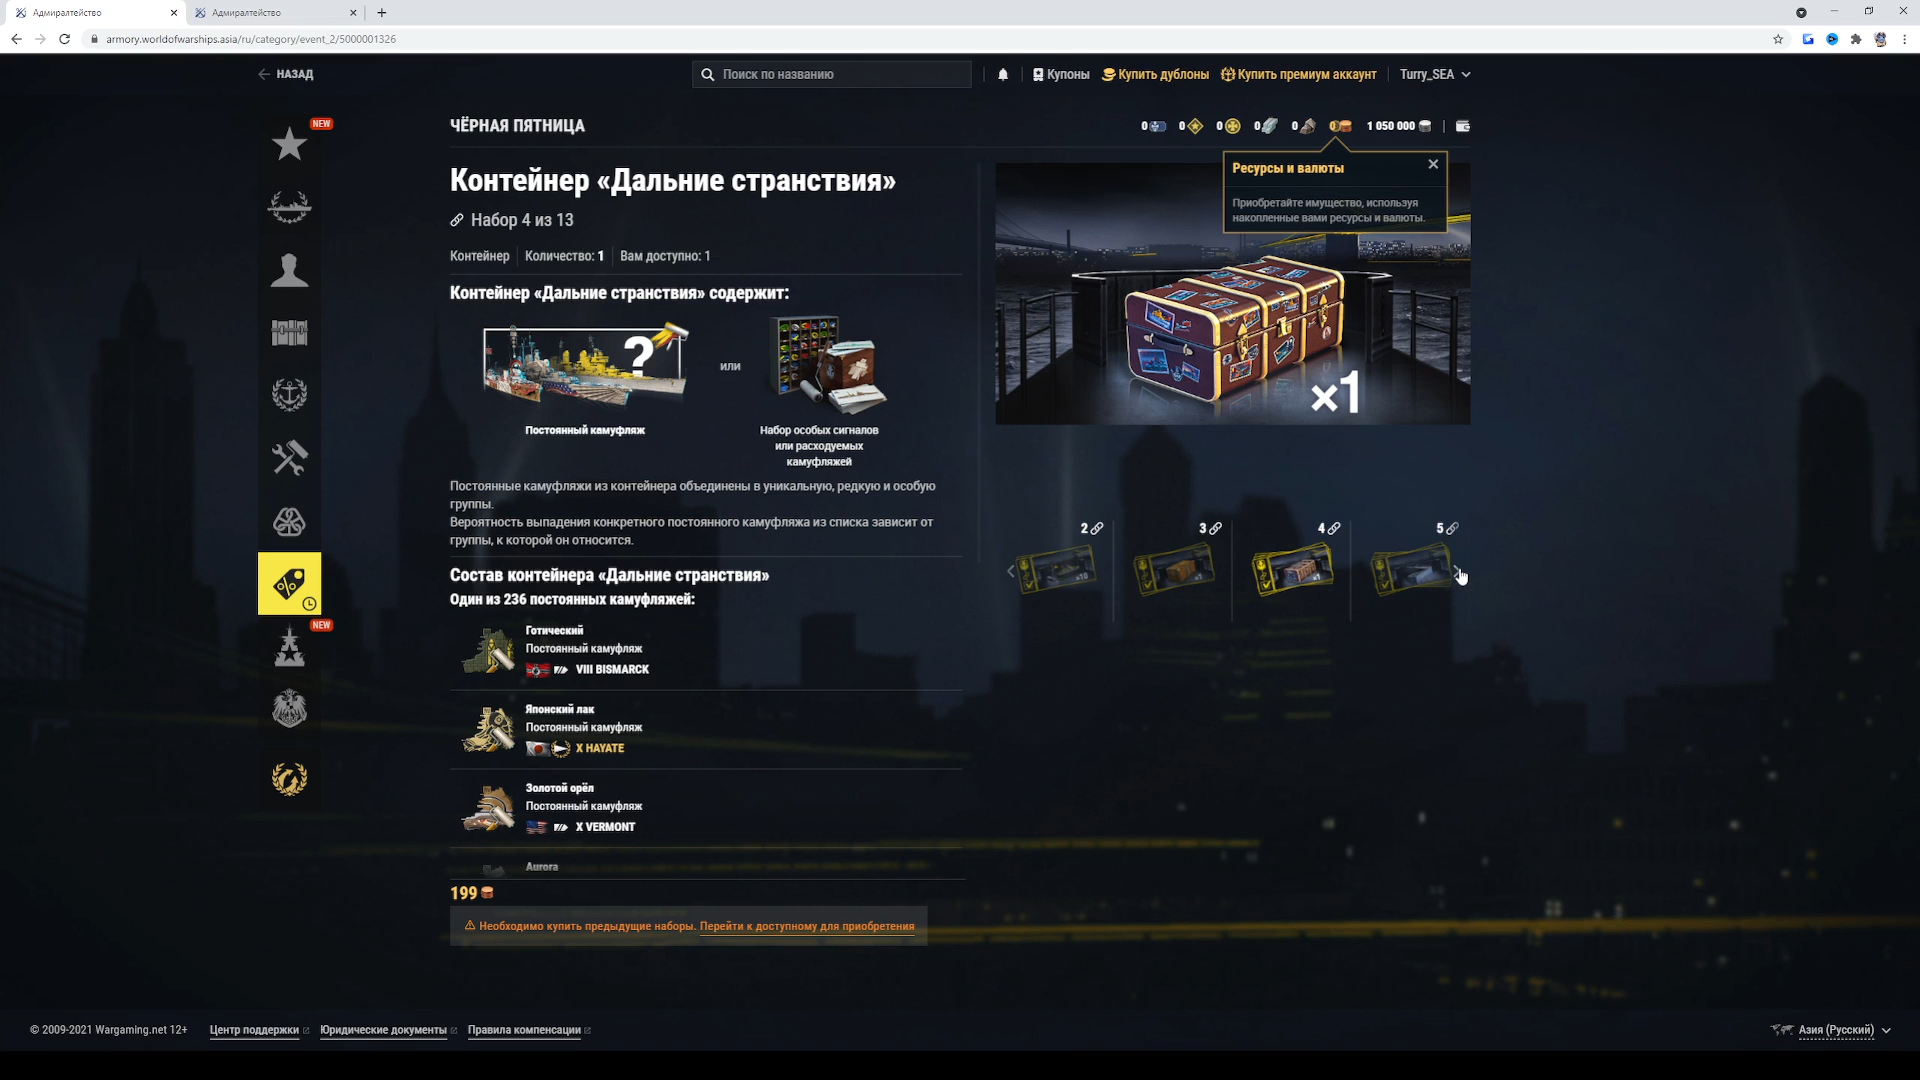 Адмиралтейство
Адмиралтейство
armory.worldofwarships.asia/ru/category/event_2/5000001326
НАЗАД
Поиск по названию
Купоны
Купить дублоны
Купить премиум аккаунт
Turry_SEA
NEW
ЧЁРНАЯ ПЯТНИЦА
0
0
0
0
0
0
1 050 000
Ресурсы и валюты
Приобретайте имущество, используя
накопленные вами ресурсы и валюты.
Контейнер «Дальние странствия»
Набор 4 из 13
Контейнер
Количество: 1
Вам доступно: 1
Контейнер «Дальние странствия» содержит:
?
или
Постоянный камуфляж
Набор особых сигналов
или расходуемых
камуфляжей
×1
Постоянные камуфляжи из контейнера объединены в уникальную, редкую и особую
группы.
Вероятность выпадения конкретного постоянного камуфляжа из списка зависит от
группы, к которой он относится.
2
3
4
5
x10
x1
x1
Состав контейнера «Дальние странствия»
Один из 236 постоянных камуфляжей:
NEW
Готический
Постоянный камуфляж
VIII BISMARCK
Японский лак
Постоянный камуфляж
X HAYATE
Золотой орёл
Постоянный камуфляж
X VERMONT
Aurora
199
Необходимо купить предыдущие наборы. Перейти к доступному для приобретения
© 2009-2021 Wargaming.net 12+
Центр поддержки
Юридические документы
Правила компенсации
Азия (Русский)